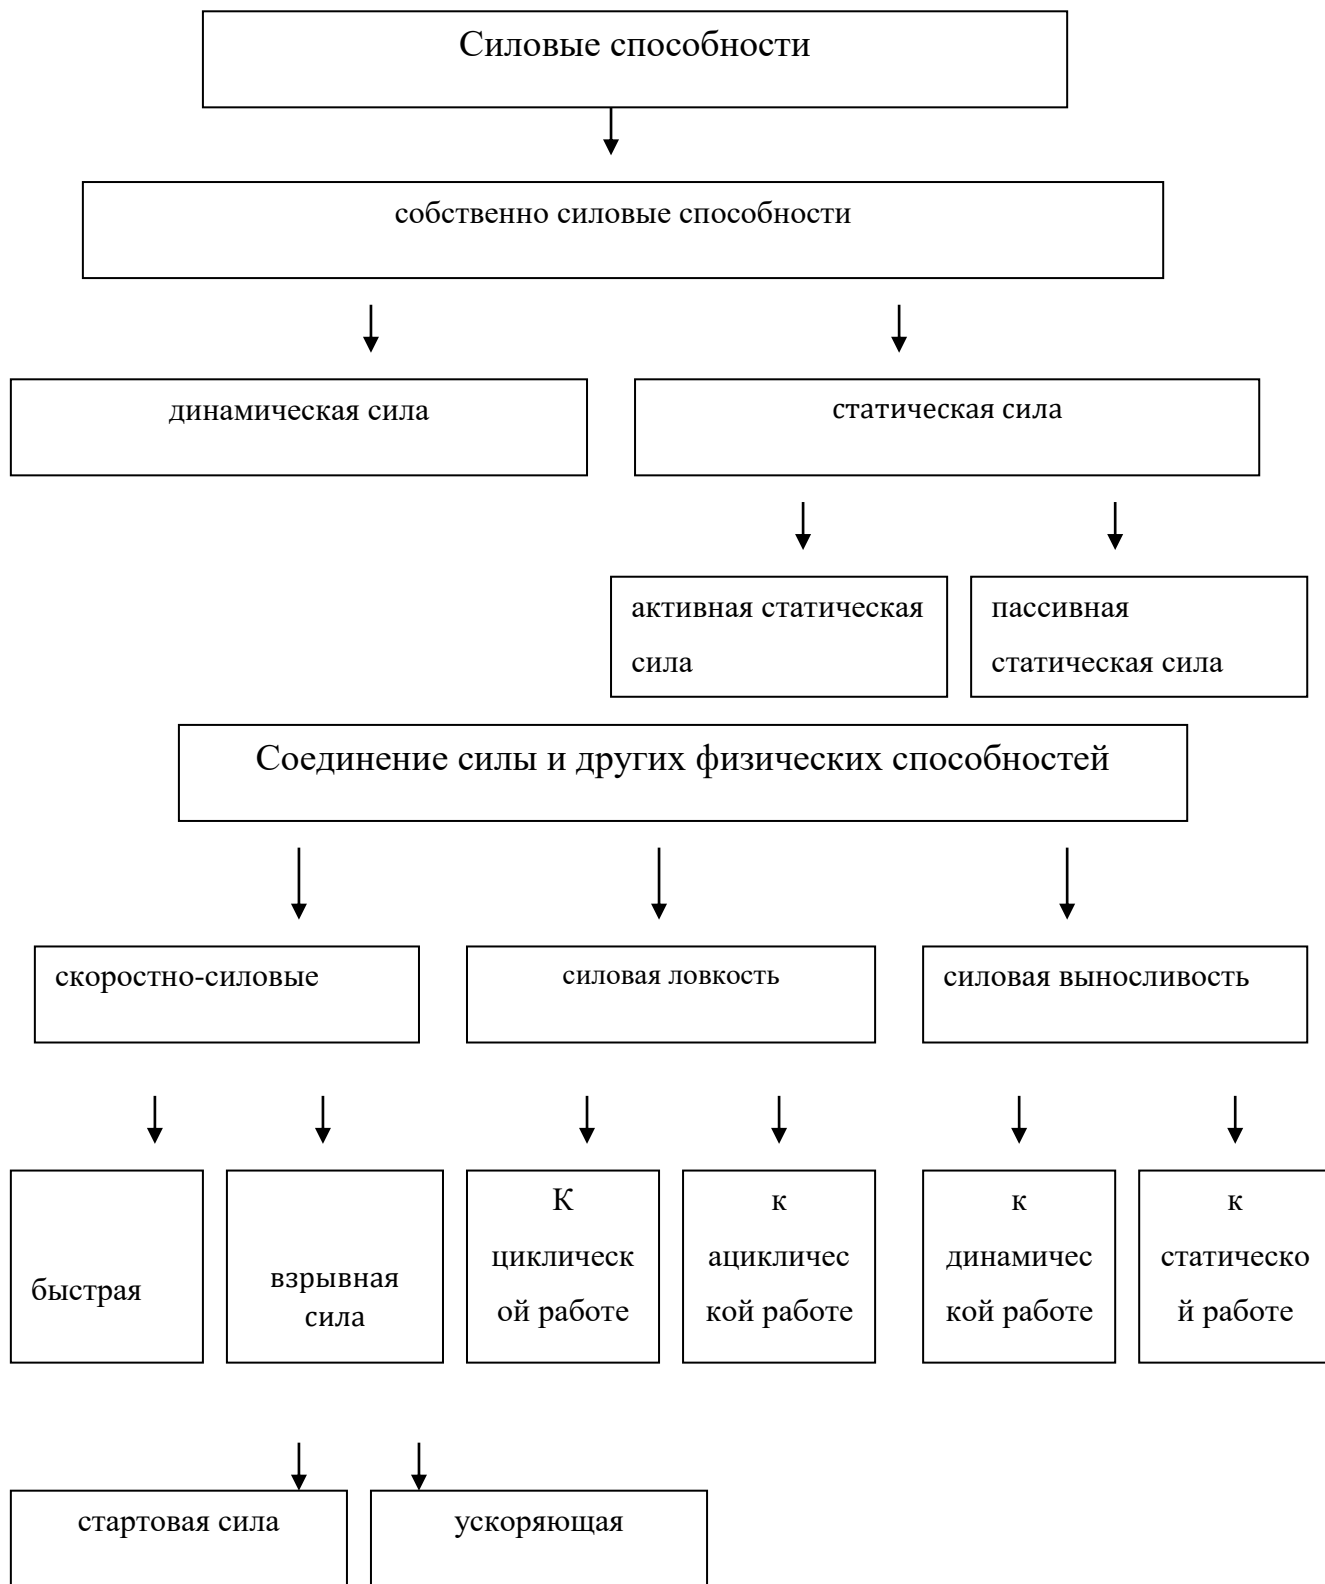 Силовые способности
собственно силовые способности
динамическая сила
статическая сила
активная статическая
сила
пассивная
статическая сила
Соединение силы и других физических способностей
скоростно-силовые
силовая ловкость
силовая выносливость
быстрая
взрывная
сила
К
циклическ
ой работе
к
ацикличес
кой работе
к
динамичес
кой работе
к
статическо
й работе
стартовая сила
ускоряющая